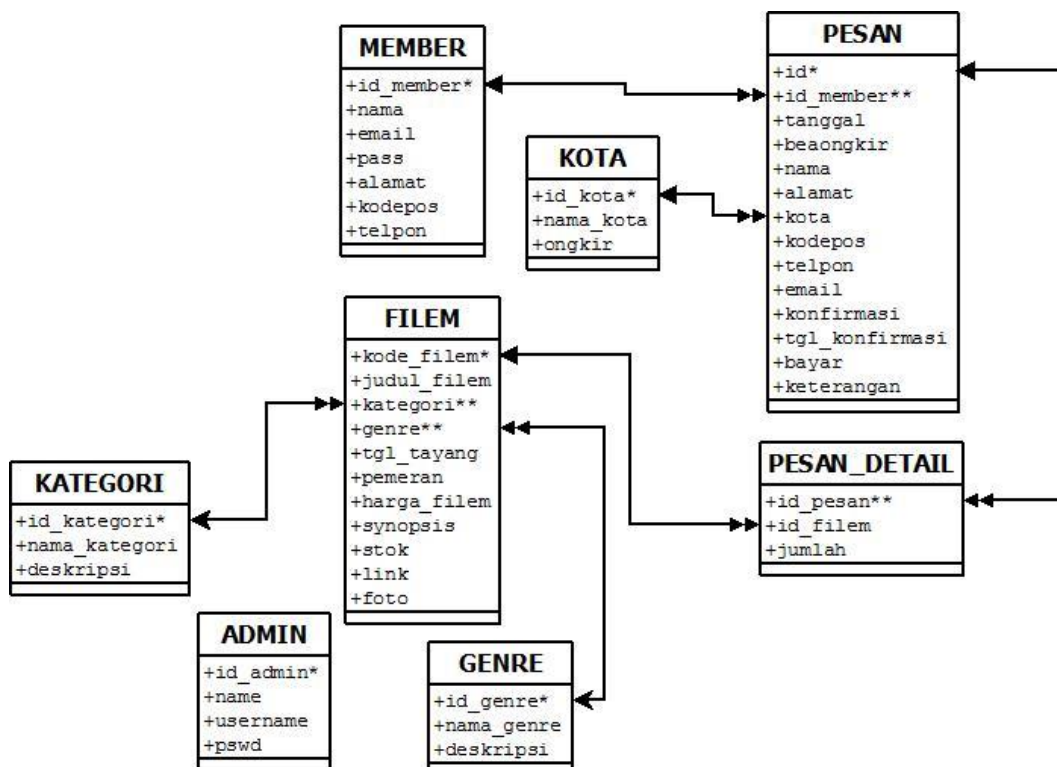 MEMBER
+id_member*
+nama
+email
+pass
+alamat
+kodepos
+telpon
KOTA
+id_kota*
+nama_kota
+ongkir
PESAN
+id*
+id_member**
+tanggal
+beaongkir
+nama
+alamat
+kota
+kodepos
+telpon
+email
+konfirmasi
+tgl_konfirmasi
+bayar
+keterangan
FILEM
+kode_filem*
+judul_filem
+kategori**
+genre**
+tgl_tayang
+pemeran
+harga_filem
+synopsis
+stok
+link
+foto
KATEGORI
+id_kategori*
+nama_kategori
+deskripsi
PESAN_DETAIL
+id_pesan**
+id_filem
+jumlah
ADMIN
+id_admin*
+name
+username
+pswd
GENRE
+id_genre*
+nama_genre
+deskripsi